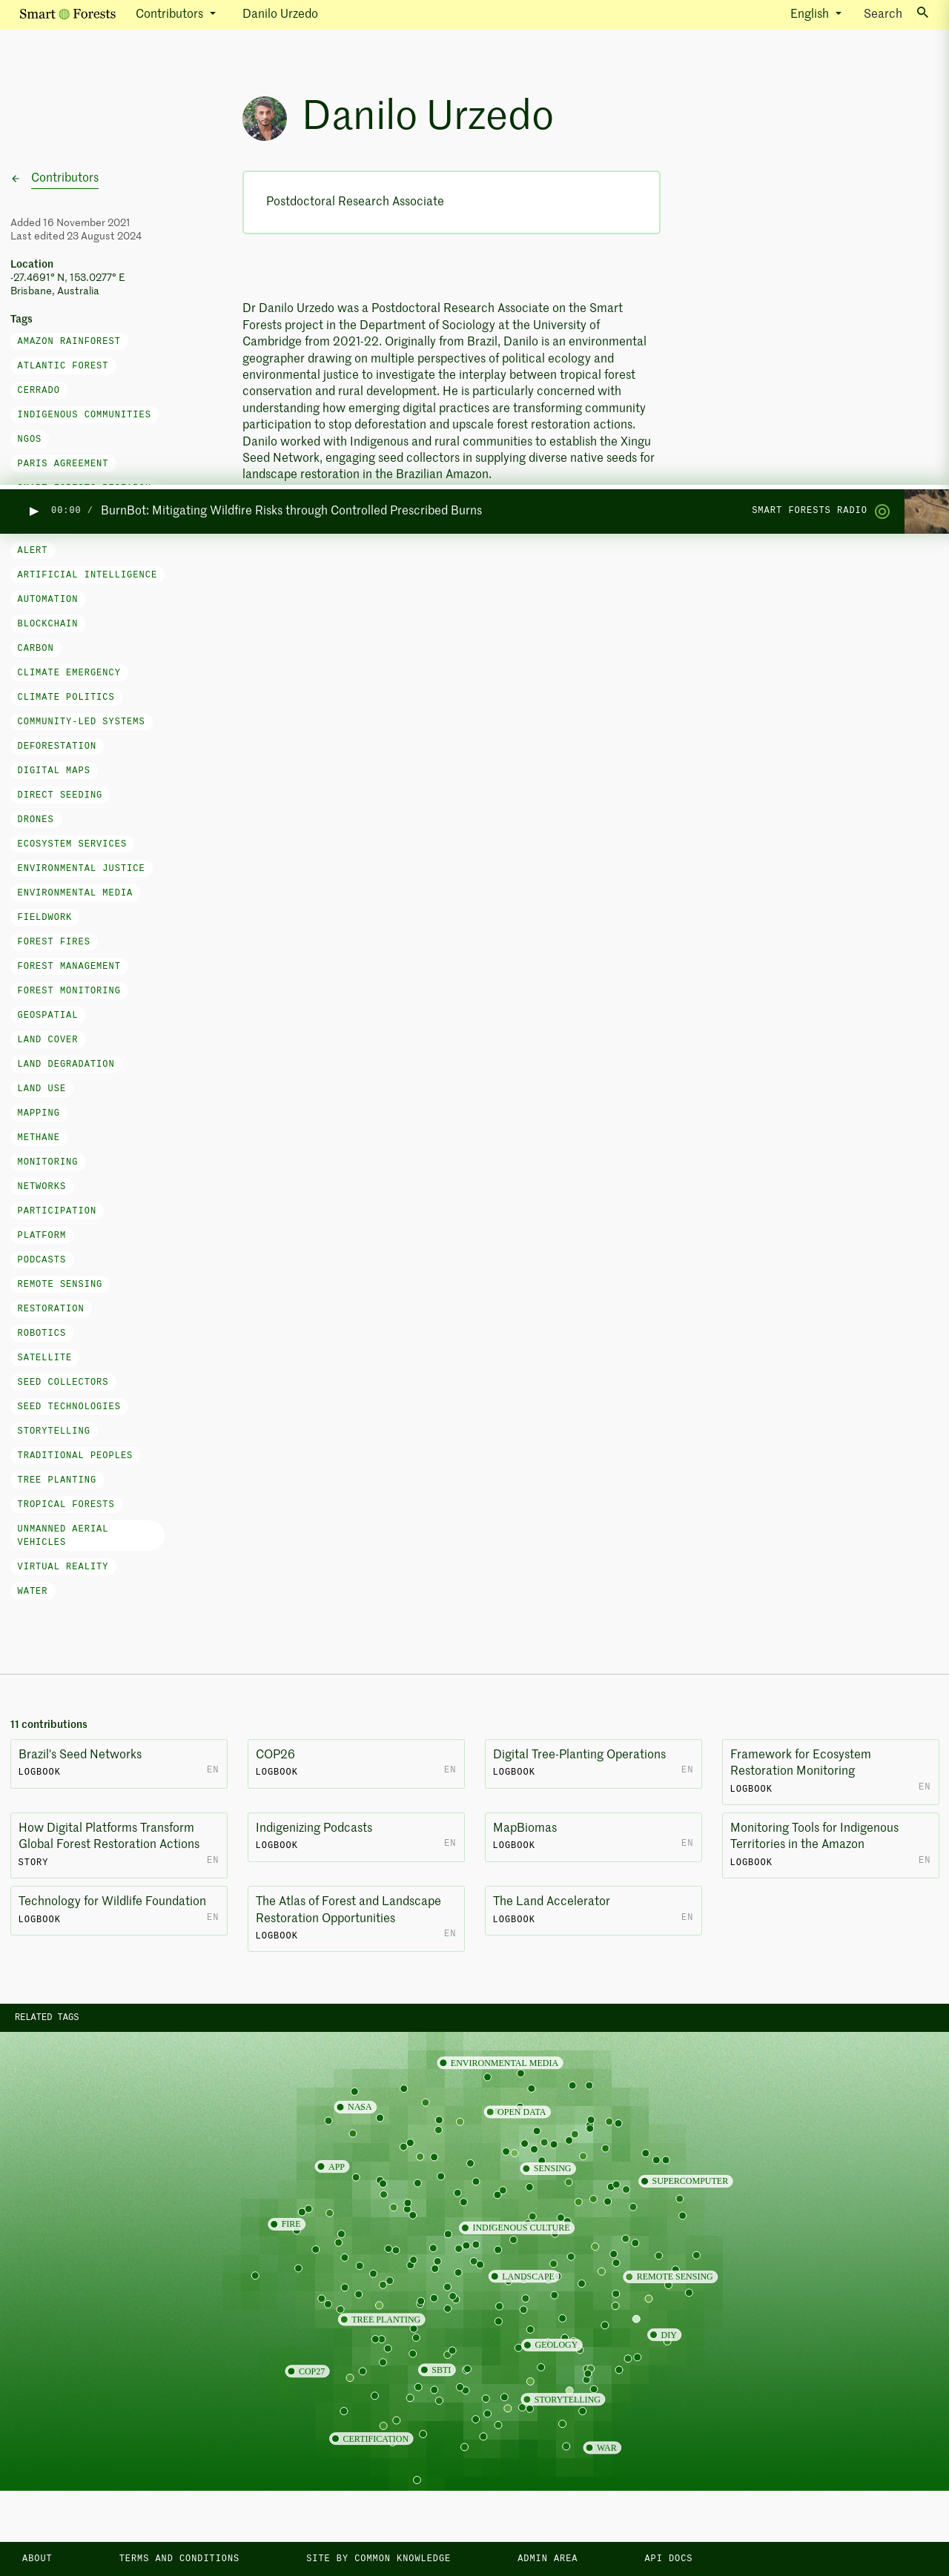 Smart Forests
Contributors
Danilo Urzedo
English
Search
Danilo Urzedo
Contributors
Postdoctoral Research Associate
Added 16 November 2021
Last edited 23 August 2024
Location
-27.4691° N, 153.0277° E
Brisbane, Australia
Tags
AMAZON RAINFOREST
ATLANTIC FOREST
CERRADO
INDIGENOUS COMMUNITIES
NGOS
PARIS AGREEMENT
Dr Danilo Urzedo was a Postdoctoral Research Associate on the Smart
Forests project in the Department of Sociology at the University of
Cambridge from 2021-22. Originally from Brazil, Danilo is an environmental
geographer drawing on multiple perspectives of political ecology and
environmental justice to investigate the interplay between tropical forest
conservation and rural development. He is particularly concerned with
understanding how emerging digital practices are transforming community
participation to stop deforestation and upscale forest restoration actions.
Danilo worked with Indigenous and rural communities to establish the Xingu
Seed Network, engaging seed collectors in supplying diverse native seeds for
landscape restoration in the Brazilian Amazon.
▶ 00:00 / BurnBot: Mitigating Wildfire Risks through Controlled Prescribed Burns
SMART FORESTS RADIO
ALERT
ARTIFICIAL INTELLIGENCE
AUTOMATION
BLOCKCHAIN
CARBON
CLIMATE EMERGENCY
CLIMATE POLITICS
COMMUNITY-LED SYSTEMS
DEFORESTATION
DIGITAL MAPS
DIRECT SEEDING
DRONES
ECOSYSTEM SERVICES
ENVIRONMENTAL JUSTICE
ENVIRONMENTAL MEDIA
FIELDWORK
FOREST FIRES
FOREST MANAGEMENT
FOREST MONITORING
GEOSPATIAL
LAND COVER
LAND DEGRADATION
LAND USE
MAPPING
METHANE
MONITORING
NETWORKS
PARTICIPATION
PLATFORM
PODCASTS
REMOTE SENSING
RESTORATION
ROBOTICS
SATELLITE
SEED COLLECTORS
SEED TECHNOLOGIES
STORYTELLING
TRADITIONAL PEOPLES
TREE PLANTING
TROPICAL FORESTS
UNMANNED AERIAL
VEHICLES
VIRTUAL REALITY
WATER
11 contributions
Brazil's Seed Networks
LOGBOOK EN
COP26
LOGBOOK EN
Digital Tree-Planting Operations
LOGBOOK EN
Framework for Ecosystem
Restoration Monitoring
LOGBOOK EN
How Digital Platforms Transform
Global Forest Restoration Actions
STORY EN
Indigenizing Podcasts
LOGBOOK EN
MapBiomas
LOGBOOK EN
Monitoring Tools for Indigenous
Territories in the Amazon
LOGBOOK EN
Technology for Wildlife Foundation
LOGBOOK EN
The Atlas of Forest and Landscape
Restoration Opportunities
LOGBOOK EN
The Land Accelerator
LOGBOOK EN
RELATED TAGS
ENVIRONMENTAL MEDIA
NASA
OPEN DATA
APP
SENSING
SUPERCOMPUTER
FIRE
INDIGENOUS CULTURE
LANDSCAPE
REMOTE SENSING
TREE PLANTING
DIY
GEOLOGY
COP27
SBTI
STORYTELLING
CERTIFICATION
WAR
ABOUT
TERMS AND CONDITIONS
SITE BY COMMON KNOWLEDGE
ADMIN AREA
API DOCS